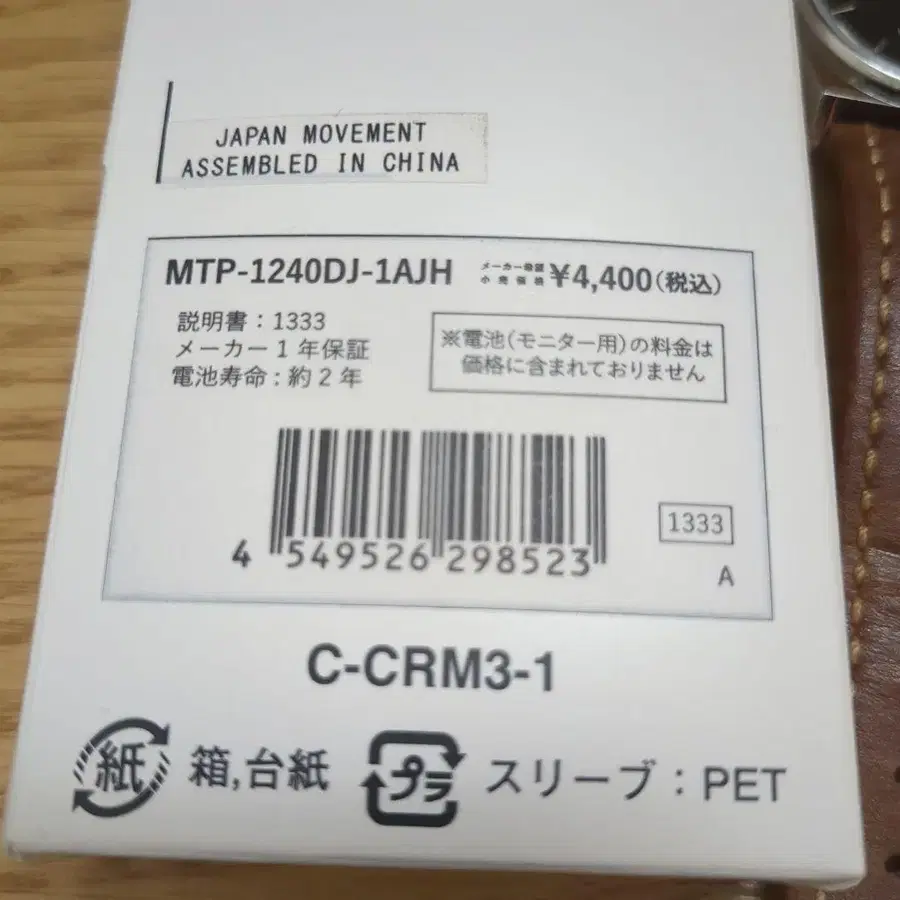 JAPAN MOVEMENT
ASSEMBLED IN CHINA
MTP-1240DJ-1AJH メーカー希望小売価格 ¥4,400(税込)
説明書：1333
メーカー1年保証
電池寿命：約2年
※電池(モニター用)の料金は
価格に含まれておりません
4 549526 298523
1333
A
C-CRM3-1
紙 箱,台紙 プラ スリーブ：PET